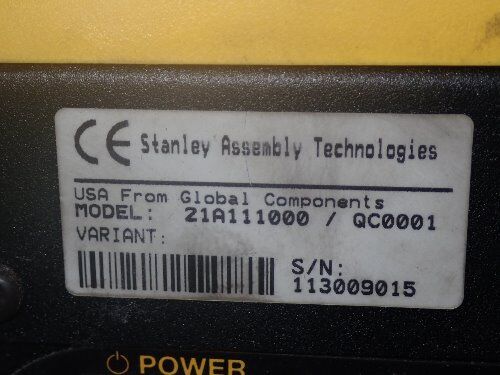 CE Stanley Assembly Technologies
USA From Global Components
MODEL: 21A111000 / QC0001
VARIANT:
S/N:
113009015
POWER